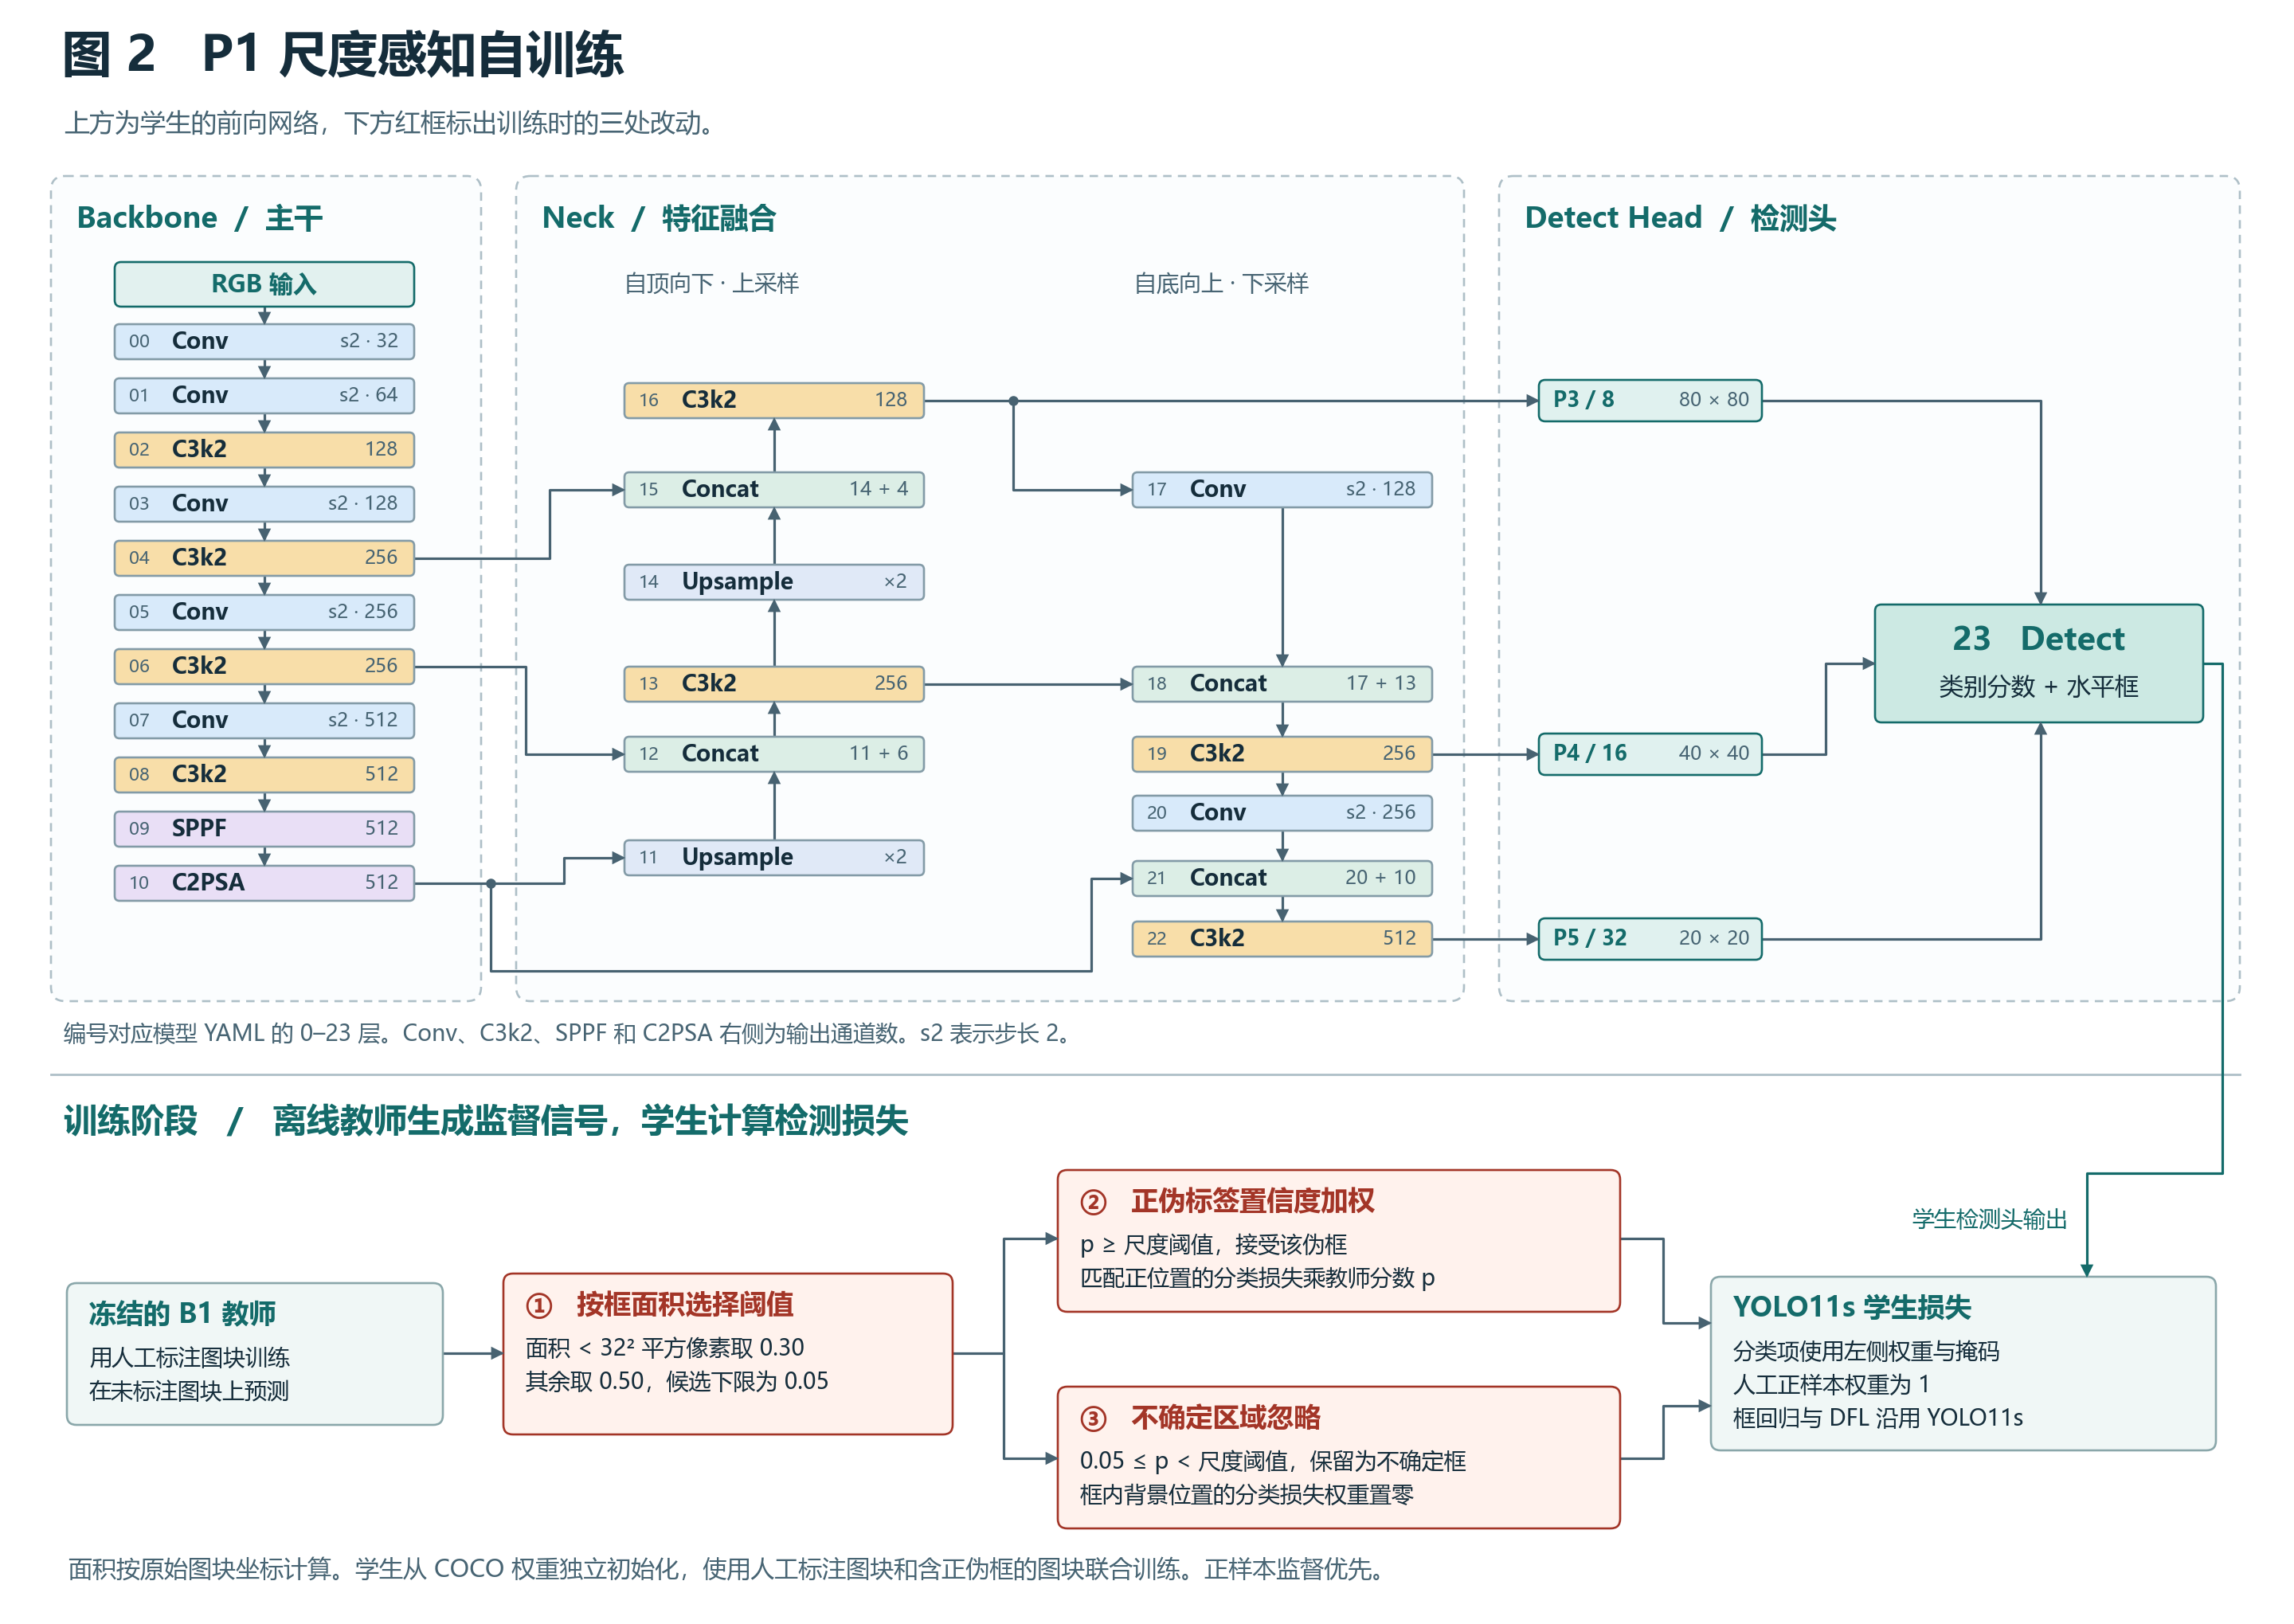 图 2 P1 尺度感知自训练
上方为学生的前向网络，下方红框标出训练时的三处改动。
Backbone / 主干
RGB 输入
00 Conv s2 · 32
01 Conv s2 · 64
02 C3k2 128
03 Conv s2 · 128
04 C3k2 256
05 Conv s2 · 256
06 C3k2 256
07 Conv s2 · 512
08 C3k2 512
09 SPPF 512
10 C2PSA 512
Neck / 特征融合
自顶向下 · 上采样
16 C3k2 128
15 Concat 14 + 4
14 Upsample ×2
13 C3k2 256
12 Concat 11 + 6
11 Upsample ×2
自底向上 · 下采样
17 Conv s2 · 128
18 Concat 17 + 13
19 C3k2 256
20 Conv s2 · 256
21 Concat 20 + 10
22 C3k2 512
Detect Head / 检测头
P3 / 8 80 × 80
P4 / 16 40 × 40
P5 / 32 20 × 20
23 Detect
类别分数 + 水平框
编号对应模型 YAML 的 0–23 层。Conv、C3k2、SPPF 和 C2PSA 右侧为输出通道数。s2 表示步长 2。
训练阶段 / 离线教师生成监督信号，学生计算检测损失
冻结的 B1 教师
用人工标注图块训练
在未标注图块上预测
① 按框面积选择阈值
面积 < 32² 平方像素取 0.30
其余取 0.50，候选下限为 0.05
② 正伪标签置信度加权
p ≥ 尺度阈值，接受该伪框
匹配正位置的分类损失乘教师分数 p
③ 不确定区域忽略
0.05 ≤ p < 尺度阈值，保留为不确定框
框内背景位置的分类损失权重置零
学生检测头输出
YOLO11s 学生损失
分类项使用左侧权重与掩码
人工正样本权重为 1
框回归与 DFL 沿用 YOLO11s
面积按原始图块坐标计算。学生从 COCO 权重独立初始化，使用人工标注图块和含正伪框的图块联合训练。正样本监督优先。